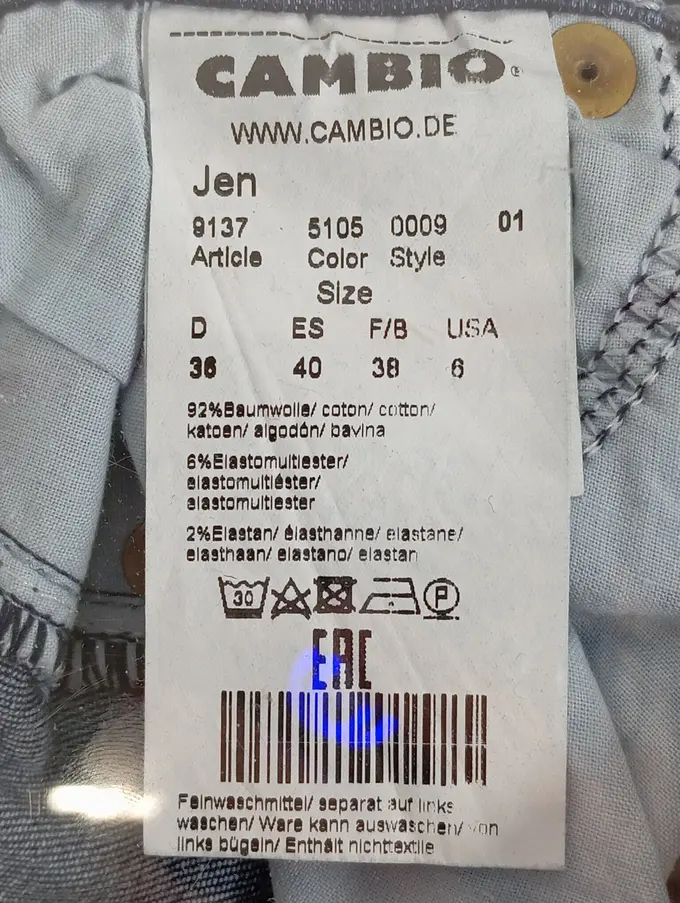 CAMBIO®
WWW.CAMBIO.DE
Jen
9137 5105 0009 01
Article Color Style
Size
D ES F/B USA
36 40 38 6
92%Baumwolle/ coton/ cotton/
katoen/ algodón/ bavlna
6%Elastomultiester/
elastomultiéster/
elastomultiester
2%Elastan/ élasthanne/ elastane/
elasthaan/ elastano/ elastan
30 P
EAC
Feinwaschmittel/ separat auf links
waschen/ Ware kann auswaschen/ von
links bügeln/ Enthält nichttextile